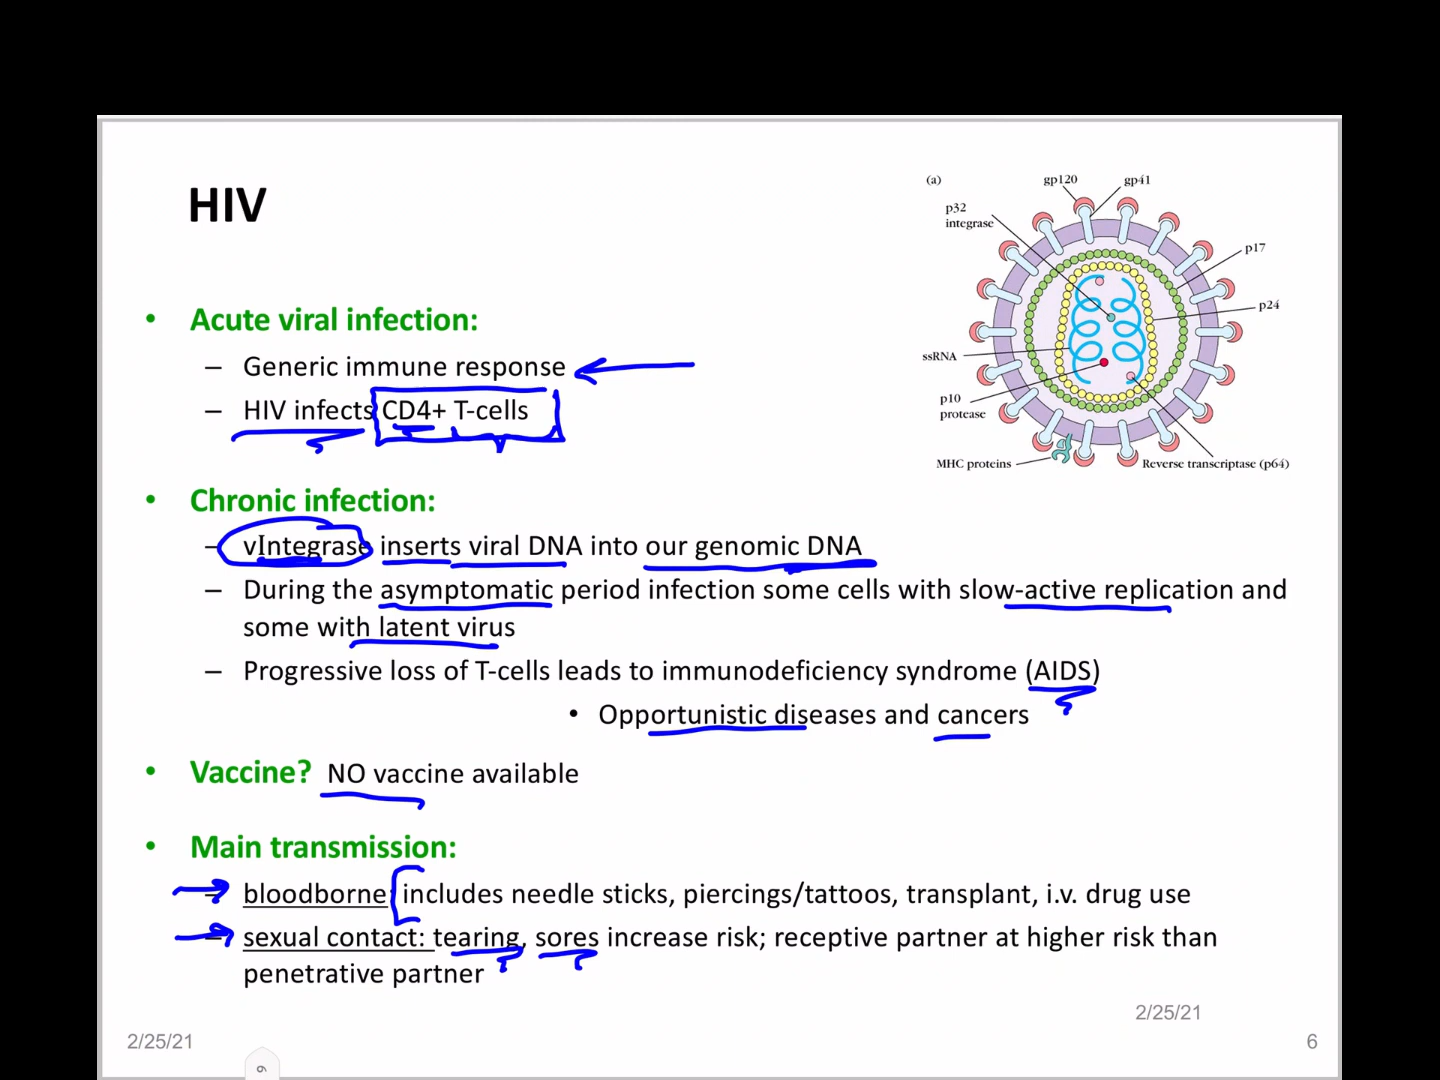 HIV
(a)
gp120
gp41
p32
integrase
p17
p24
ssRNA
p10
protease
MHC proteins
Reverse transcriptase (p64)
• Acute viral infection:
– Generic immune response
– HIV infects CD4+ T-cells
• Chronic infection:
– vIntegrase inserts viral DNA into our genomic DNA
– During the asymptomatic period infection some cells with slow-active replication and
some with latent virus
– Progressive loss of T-cells leads to immunodeficiency syndrome (AIDS)
• Opportunistic diseases and cancers
• Vaccine? NO vaccine available
• Main transmission:
– bloodborne: includes needle sticks, piercings/tattoos, transplant, i.v. drug use
– sexual contact: tearing, sores increase risk; receptive partner at higher risk than
penetrative partner
2/25/21
2/25/21
6
6